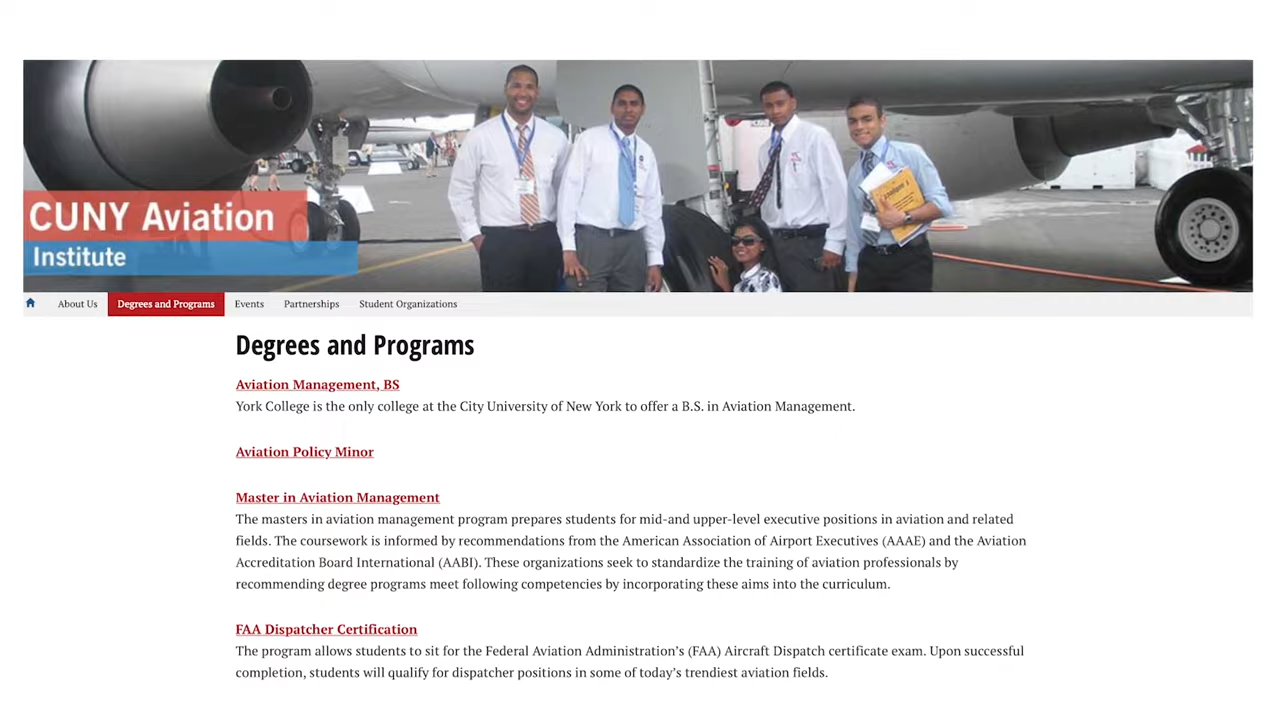 CUNY Aviation
Institute
About Us
Degrees and Programs
Events
Partnerships
Student Organizations
Degrees and Programs
Aviation Management, BS
York College is the only college at the City University of New York to offer a B.S. in Aviation Management.
Aviation Policy Minor
Master in Aviation Management
The masters in aviation management program prepares students for mid-and upper-level executive positions in aviation and related
fields. The coursework is informed by recommendations from the American Association of Airport Executives (AAAE) and the Aviation
Accreditation Board International (AABI). These organizations seek to standardize the training of aviation professionals by
recommending degree programs meet following competencies by incorporating these aims into the curriculum.
FAA Dispatcher Certification
The program allows students to sit for the Federal Aviation Administration's (FAA) Aircraft Dispatch certificate exam. Upon successful
completion, students will qualify for dispatcher positions in some of today's trendiest aviation fields.